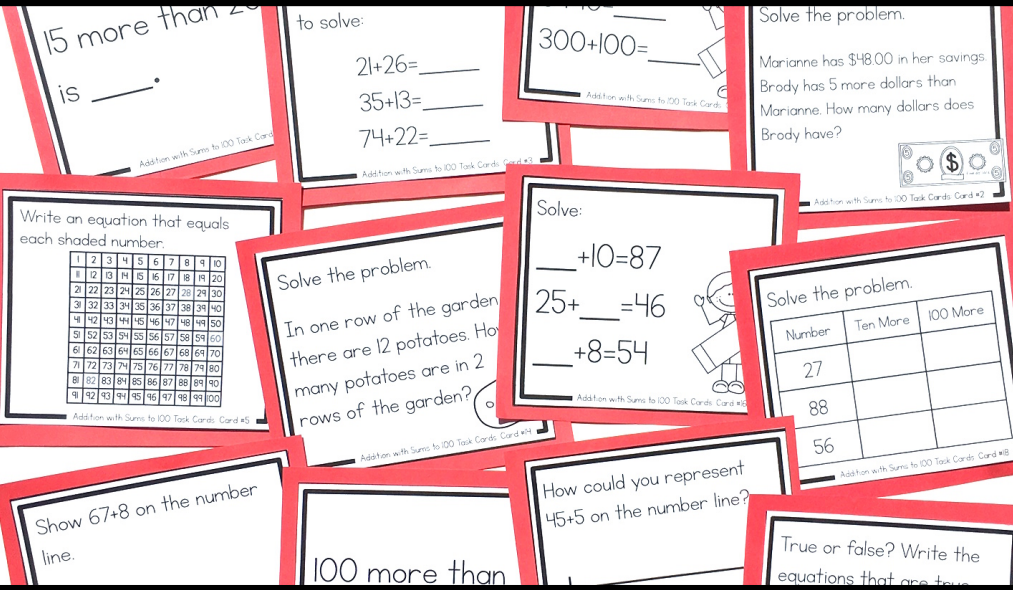 15 more than
is ____.
Addition with Sums to 100 Task Card
to solve:
21+26=____
35+13=____
74+22=____
Addition with Sums to 100 Task Cards Card #3
300+100=____
Addition with Sums to 100 Task Cards
Solve the problem.
Marianne has $48.00 in her savings.
Brody has 5 more dollars than
Marianne. How many dollars does
Brody have?
$
Addition with Sums to 100 Task Cards Card #2
Write an equation that equals
each shaded number.
1 2 3 4 5 6 7 8 9 10
11 12 13 14 15 16 17 18 19 20
21 22 23 24 25 26 27 28 29 30
31 32 33 34 35 36 37 38 39 40
41 42 43 44 45 46 47 48 49 50
51 52 53 54 55 56 57 58 59 60
61 62 63 64 65 66 67 68 69 70
71 72 73 74 75 76 77 78 79 80
81 82 83 84 85 86 87 88 89 90
91 92 93 94 95 96 97 98 99 100
Addition with Sums to 100 Task Cards Card #5
Solve the problem.
In one row of the garden
there are 12 potatoes. How
many potatoes are in 2
rows of the garden?
Addition with Sums to 100 Task Cards Card #14
Solve:
___+10=87
25+___=46
___+8=54
Addition with Sums to 100 Task Cards Card
Solve the problem.
Number Ten More 100 More
27
88
56
Addition with Sums to 100 Task Cards Card #18
Show 67+8 on the number
line.
100 more than
How could you represent
45+5 on the number line?
True or false? Write the
equations that are true